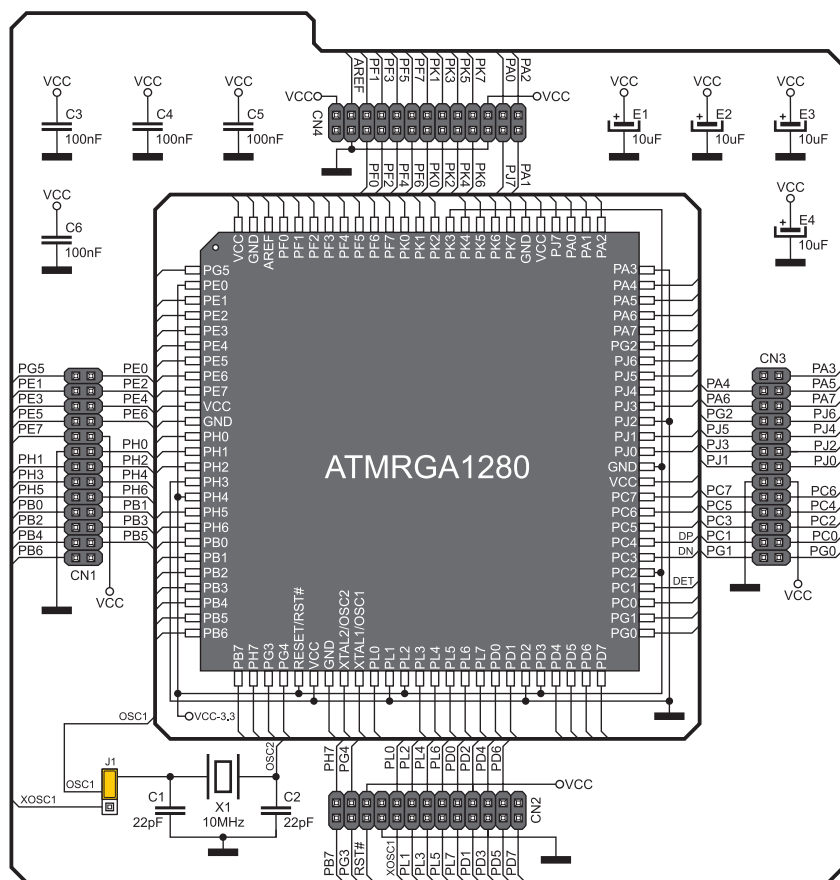 AREF PF1 PF3 PF5 PF7 PK1 PK3 PK5 PK7 PA0 PA2
VCC VCC
CN4
PF0 PF2 PF4 PF6 PK0 PK2 PK4 PK6 PJ7 PA1
VCC
C3
100nF
VCC
C4
100nF
VCC
C5
100nF
VCC
E1
10uF
VCC
E2
10uF
VCC
E3
10uF
VCC
C6
100nF
VCC
E4
10uF
VCC GND AREF PF0 PF1 PF2 PF3 PF4 PF5 PF6 PF7 PK0 PK1 PK2 PK3 PK4 PK5 PK6 PK7 GND VCC PJ7 PA0 PA1 PA2
PG5
PE0
PE1
PE2
PE3
PE4
PE5
PE6
PE7
VCC
GND
PH0
PH1
PH2
PH3
PH4
PH5
PH6
PB0
PB1
PB2
PB3
PB4
PB5
PB6
ATMRGA1280
PA3
PA4
PA5
PA6
PA7
PG2
PJ6
PJ5
PJ4
PJ3
PJ2
PJ1
PJ0
GND
VCC
PC7
PC6
PC5
PC4
PC3
PC2
PC1
PC0
PG1
PG0
DP
DN
DET
PB7 PH7 PG3 PG4 RESET/RST# VCC GND XTAL2/OSC2 XTAL1/OSC1 PL0 PL1 PL2 PL3 PL4 PL5 PL6 PL7 PD0 PD1 PD2 PD3 PD4 PD5 PD6 PD7
PG5 PE0
PE1 PE2
PE3 PE4
PE5 PE6
PE7
PH0
PH1 PH2
PH3 PH4
PH5 PH6
PB0 PB1
PB2 PB3
PB4 PB5
PB6
CN1
VCC
CN3
PA3
PA4 PA5
PA6 PA7
PG2 PJ6
PJ5 PJ4
PJ3 PJ2
PJ1 PJ0
PC7 PC6
PC5 PC4
PC3 PC2
PC1 PC0
PG1 PG0
VCC
OSC1
VCC-3.3
OSC2
J1
OSC1
XOSC1
C1
22pF
X1
10MHz
C2
22pF
PH7 PG4 PL0 PL2 PL4 PL6 PD0 PD2 PD4 PD6
VCC
CN2
PB7 PG3 RST# XOSC1 PL1 PL3 PL5 PL7 PD1 PD3 PD5 PD7